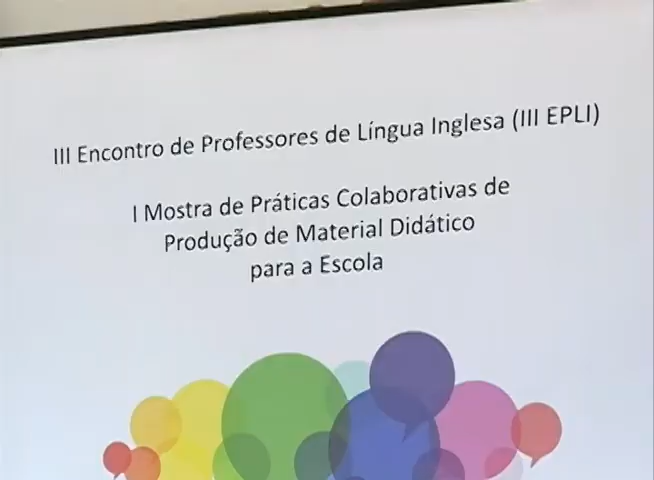 III Encontro de Professores de Língua Inglesa (III EPLI)
I Mostra de Práticas Colaborativas de
Produção de Material Didático
para a Escola